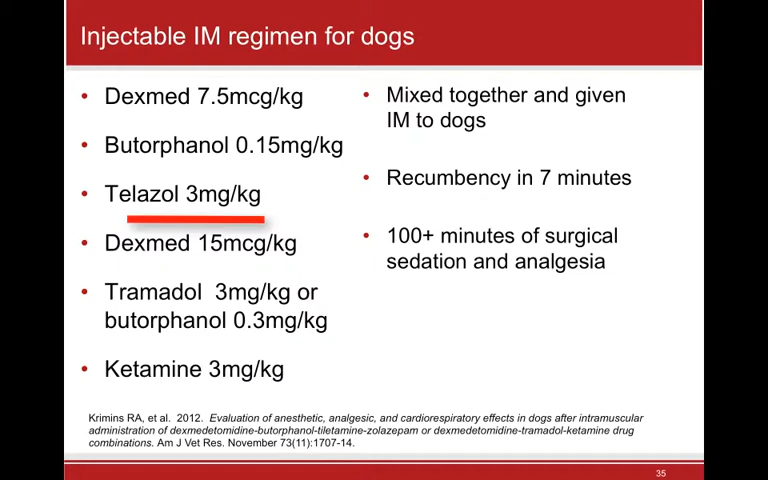 Injectable IM regimen for dogs
• Dexmed 7.5mcg/kg
• Butorphanol 0.15mg/kg
• Telazol 3mg/kg
• Dexmed 15mcg/kg
• Tramadol  3mg/kg or
butorphanol 0.3mg/kg
• Ketamine 3mg/kg
• Mixed together and given
IM to dogs
• Recumbency in 7 minutes
• 100+ minutes of surgical
sedation and analgesia
Krimins RA, et al.  2012.  Evaluation of anesthetic, analgesic, and cardiorespiratory effects in dogs after intramuscular
administration of dexmedetomidine-butorphanol-tiletamine-zolazepam or dexmedetomidine-tramadol-ketamine drug
combinations. Am J Vet Res. November 73(11):1707-14.
35